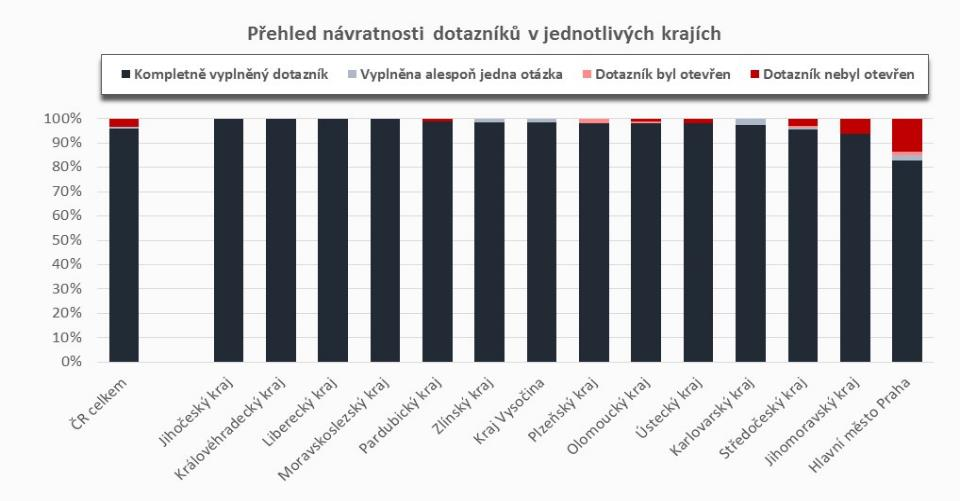 Přehled návratnosti dotazníků v jednotlivých krajích
Kompletně vyplněný dotazník
Vyplněna alespoň jedna otázka
Dotazník byl otevřen
Dotazník nebyl otevřen
100%
90%
80%
70%
60%
50%
40%
30%
20%
10%
0%
ČR celkem
Jihočeský kraj
Královéhradecký kraj
Liberecký kraj
Moravskoslezský kraj
Pardubický kraj
Zlínský kraj
Kraj Vysočina
Plzeňský kraj
Olomoucký kraj
Ústecký kraj
Karlovarský kraj
Středočeský kraj
Jihomoravský kraj
Hlavní město Praha